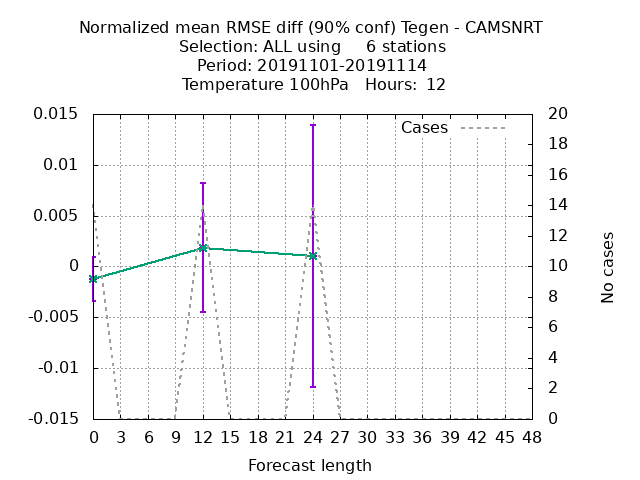 Normalized mean RMSE diff (90% conf) Tegen - CAMSNRT
Selection: ALL using     6 stations
Period: 20191101-20191114
Temperature 100hPa   Hours:  12
Cases
0.015
0.01
0.005
0
-0.005
-0.01
-0.015
20
18
16
14
12
10
8
6
4
2
0
No cases
0 3 6 9 12 15 18 21 24 27 30 33 36 39 42 45 48
Forecast length